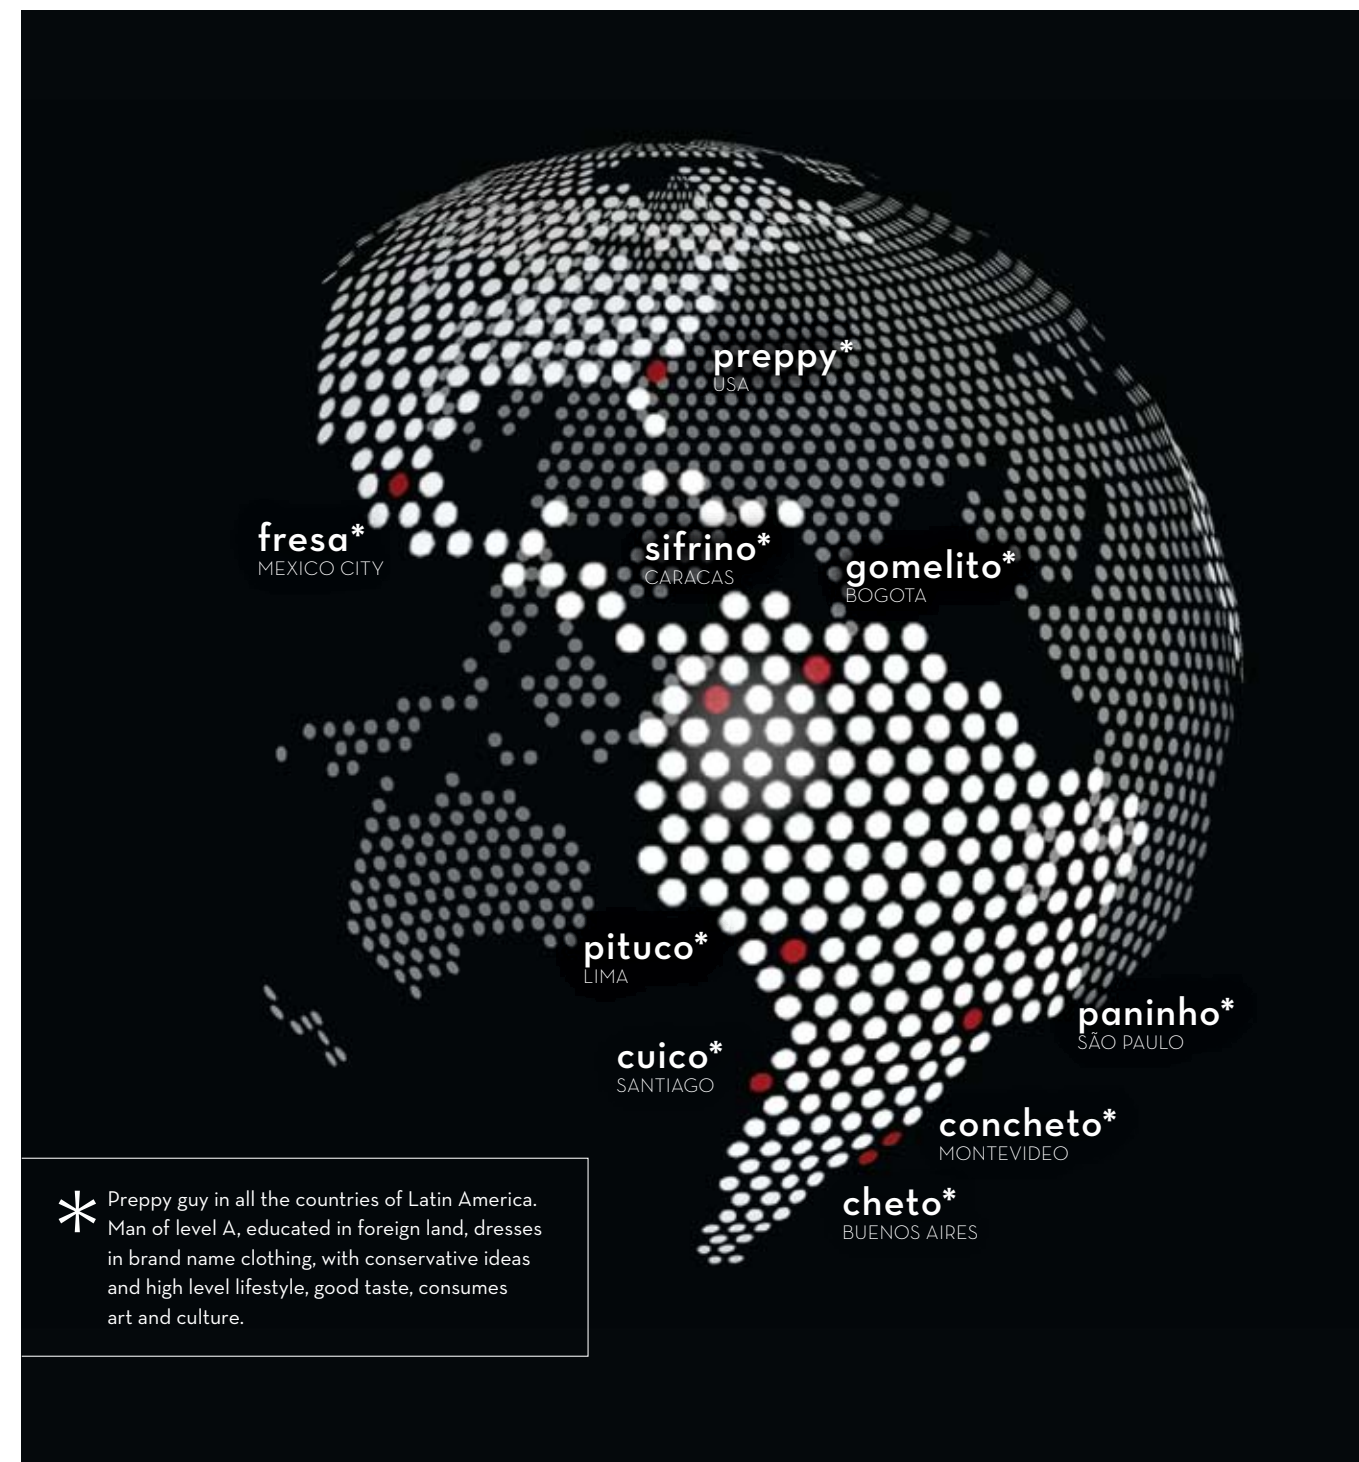 preppy*
USA
fresa*
MEXICO CITY
sifrino*
CARACAS
gomelito*
BOGOTA
pituco*
LIMA
paninho*
SÃO PAULO
cuico*
SANTIAGO
concheto*
MONTEVIDEO
cheto*
BUENOS AIRES
* Preppy guy in all the countries of Latin America.
Man of level A, educated in foreign land, dresses
in brand name clothing, with conservative ideas
and high level lifestyle, good taste, consumes
art and culture.